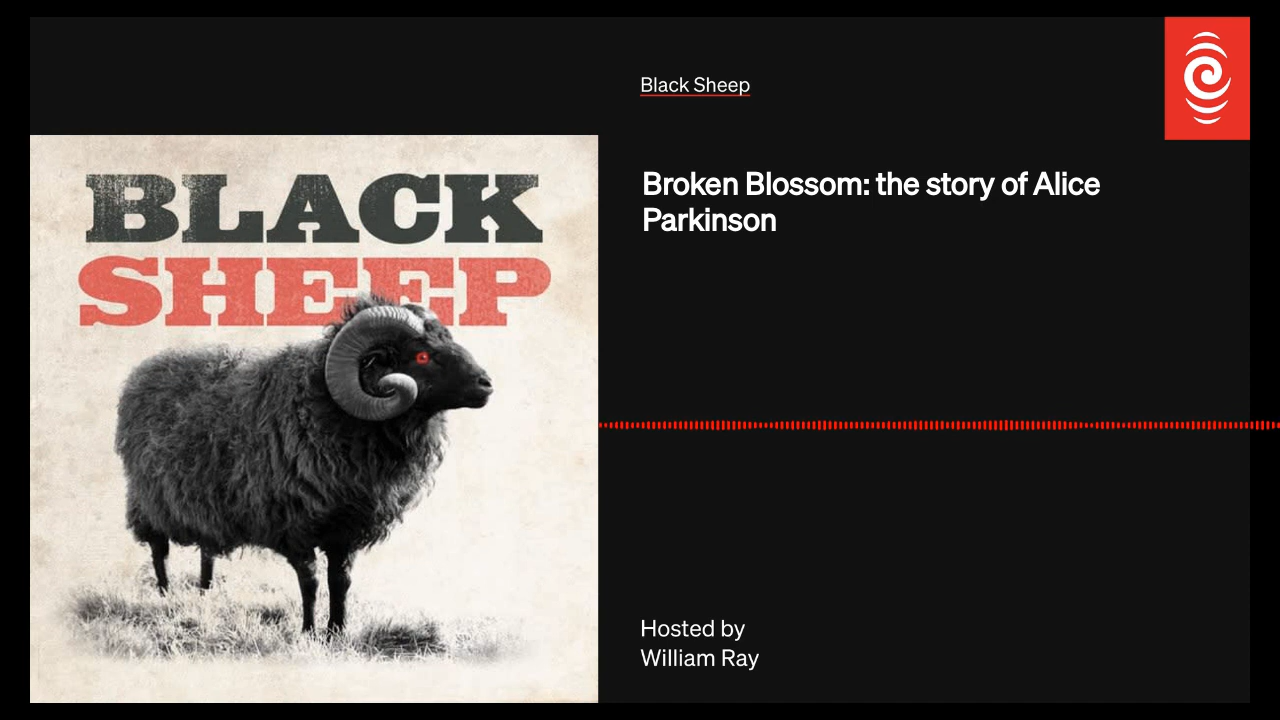 Black Sheep
BLACK
SHEEP
Broken Blossom: the story of Alice
Parkinson
Hosted by
William Ray